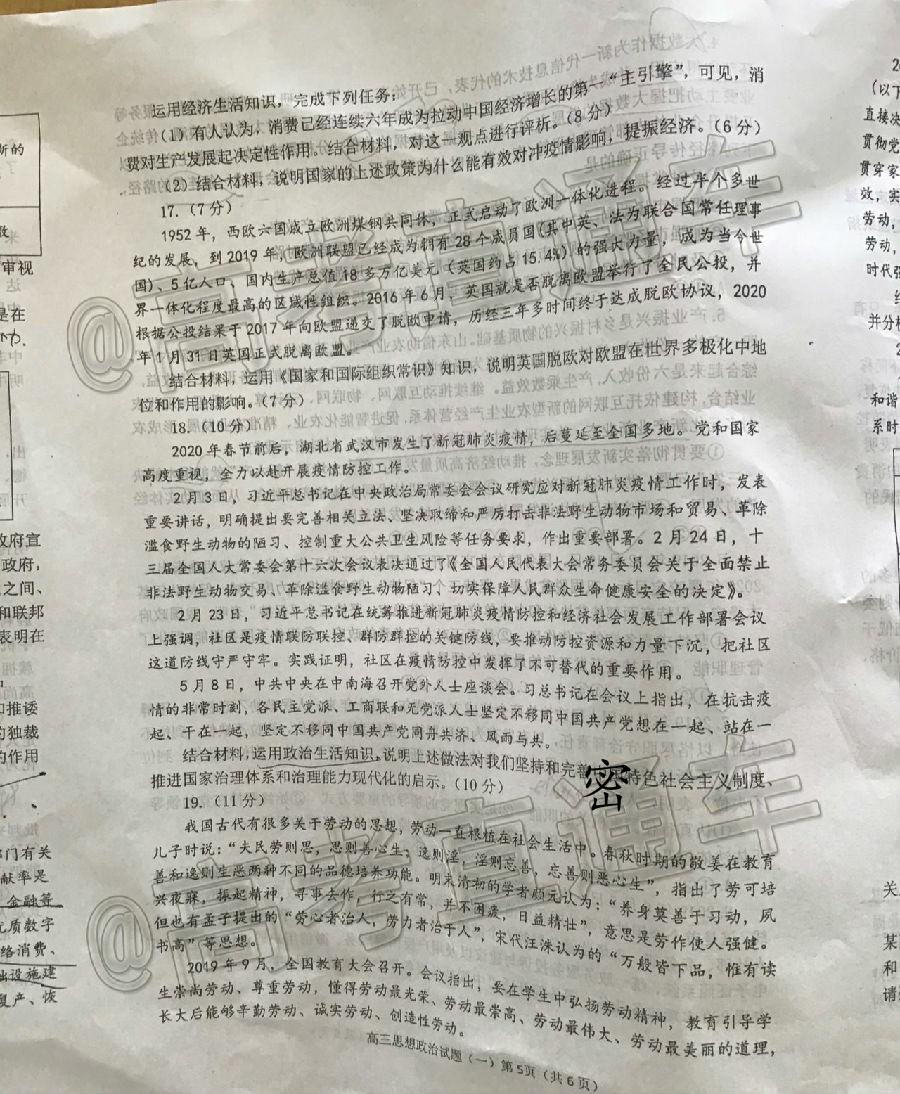 运用经济生活知识，完成下列任务：
(1) 有人认为，消费已经连续六年成为拉动中国经济增长的第一“主引擎”，可见，消
费对生产发展起决定性作用。结合材料，对这一观点进行评析。(8 分)
(2) 结合材料，说明国家的上述政策为什么能有效对冲疫情影响，提振经济。(6 分)
17. (7 分)
1952 年，西欧六国成立欧洲煤钢共同体，正式启动了欧洲一体化进程。经过半个多世
纪的发展，到 2019 年，欧洲联盟已经成为拥有 28 个成员国(其中英、法为联合国常任理事
国)、5 亿人口、国内生产总值 18 多万亿美元（英国约占 15.4%）的强大力量，成为当今世
界一体化程度最高的区域性组织。2016 年 6 月，英国就是否脱离欧盟举行了全民公投，并
根据公投结果于 2017 年向欧盟递交了脱欧申请，历经三年多时间终于达成脱欧协议，2020
年 1 月 31 日英国正式脱离欧盟。
结合材料，运用《国家和国际组织常识》知识，说明英国脱欧对欧盟在世界多极化中地
位和作用的影响。(7 分)
18. (10 分)
2020 年春节前后，湖北省武汉市发生了新冠肺炎疫情，后蔓延至全国多地。党和国家
高度重视，全力以赴开展疫情防控工作。
2 月 3 日，习近平总书记在中央政治局常委会会议研究应对新冠肺炎疫情工作时，发表
重要讲话，明确提出要完善相关立法、坚决取缔和严厉打击非法野生动物市场和贸易、革除
滥食野生动物的陋习、控制重大公共卫生风险等任务要求，作出重要部署。2 月 24 日，十
三届全国人大常委会第十六次会议表决通过了《全国人民代表大会常务委员会关于全面禁止
非法野生动物交易、革除滥食野生动物陋习、切实保障人民群众生命健康安全的决定》。
2 月 23 日，习近平总书记在统筹推进新冠肺炎疫情防控和经济社会发展工作部署会议
上强调，社区是疫情联防联控、群防群控的关键防线，要推动防控资源和力量下沉，把社区
这道防线守严守牢。实践证明，社区在疫情防控中发挥了不可替代的重要作用。
5 月 8 日，中共中央在中南海召开党外人士座谈会。习总书记在会议上指出，在抗击疫
情的非常时刻，各民主党派、工商联和无党派人士坚定不移同中国共产党想在一起、站在一
起、干在一起，坚定不移同中国共产党同舟共济、风雨与共。
结合材料，运用政治生活知识，说明上述做法对我们坚持和完善 特色社会主义制度、
密
推进国家治理体系和治理能力现代化的启示。(10 分)
19. (11 分)
我国古代有很多关于劳动的思想，劳动一直根植在社会生活中。春秋时期的敬姜在教育
儿子时说：“夫民劳则思，思则善心生；逸则淫，淫则忘善，忘善则恶心生”，指出了劳可培
善和逸则生恶两种不同的品德培养功能。明末清初的学者颜元认为：“养身莫善于习动，夙
兴夜寐，振起精神，寻事去作，行之有常，并不困疲，日益精壮”，意思是劳作使人强健。
但也有孟子提出的“劳心者治人，劳力者治于人”，宋代汪洙认为的“万般皆下品，惟有读
书高”等思想。
2019 年 9 月，全国教育大会召开。会议指出，要在学生中弘扬劳动精神，教育引导学
生崇尚劳动、尊重劳动，懂得劳动最光荣、劳动最崇高、劳动最伟大、劳动最美丽的道理，
长大后能够辛勤劳动、诚实劳动、创造性劳动。
高三思想政治试题（一）第 5 页（共 6 页）
@高考直通车
@高考直通车